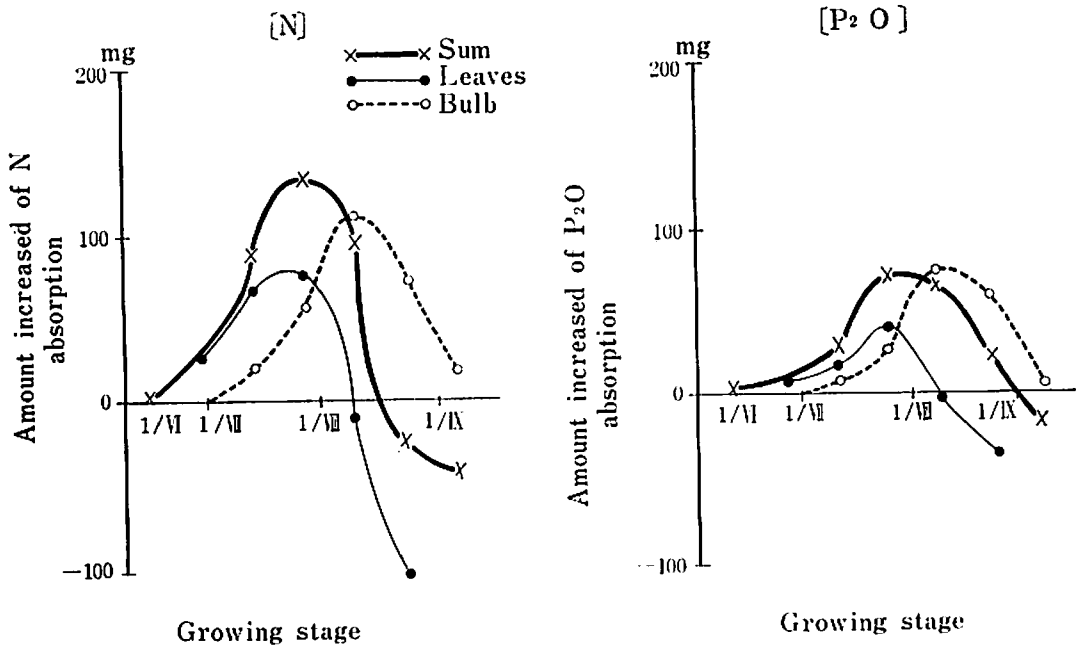 [N]
mg
Sum
Leaves
Bulb
200
100
0
-100
1/VI 1/VII 1/VIII 1/IX
Amount increased of N
absorption
Growing stage
[P₂ O]
mg
200
100
0
-100
1/VI 1/VII 1/VIII 1/IX
Amount increased of P₂O
absorption
Growing stage